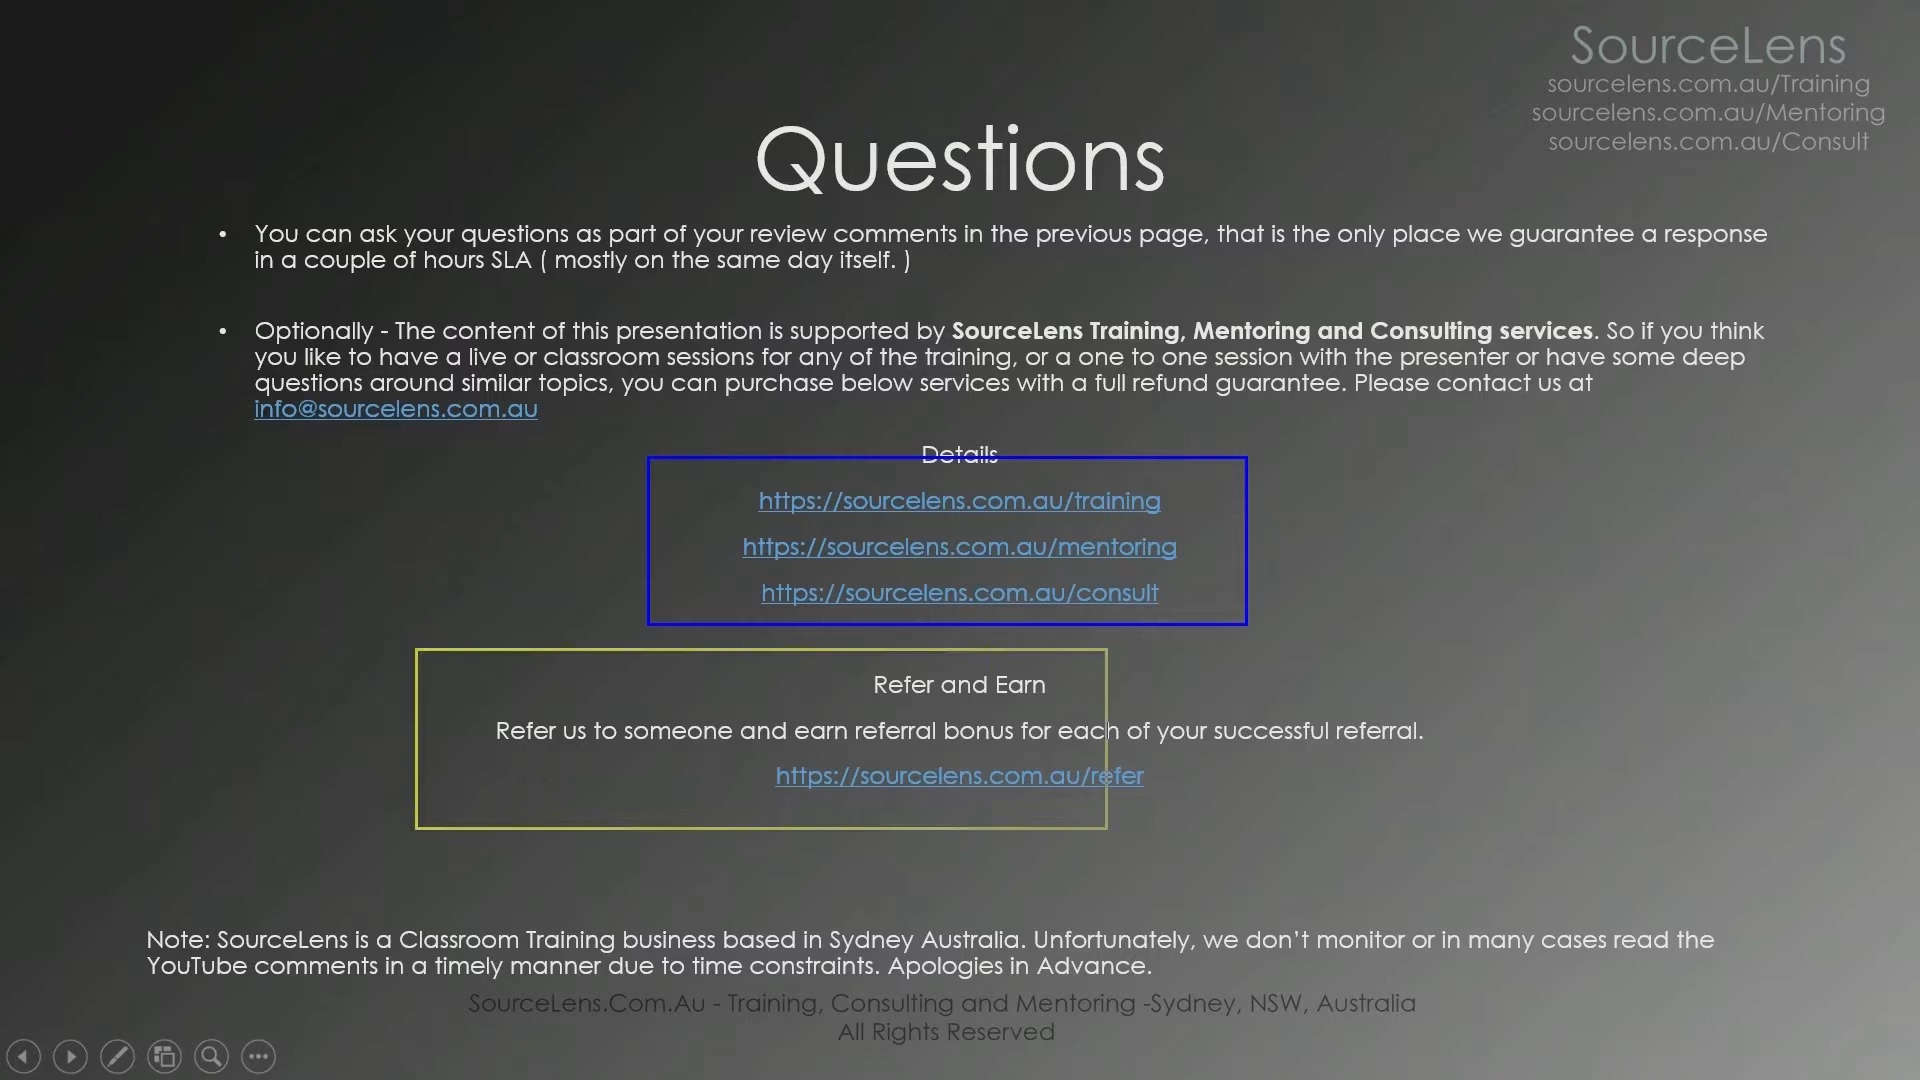 SourceLens
sourcelens.com.au/Training
sourcelens.com.au/Mentoring
sourcelens.com.au/Consult
Questions
• You can ask your questions as part of your review comments in the previous page, that is the only place we guarantee a response
in a couple of hours SLA ( mostly on the same day itself. )
• Optionally - The content of this presentation is supported by SourceLens Training, Mentoring and Consulting services. So if you think
you like to have a live or classroom sessions for any of the training, or a one to one session with the presenter or have some deep
questions around similar topics, you can purchase below services with a full refund guarantee. Please contact us at
info@sourcelens.com.au
Details
https://sourcelens.com.au/training
https://sourcelens.com.au/mentoring
https://sourcelens.com.au/consult
Refer and Earn
Refer us to someone and earn referral bonus for each of your successful referral.
https://sourcelens.com.au/refer
Note: SourceLens is a Classroom Training business based in Sydney Australia. Unfortunately, we don’t monitor or in many cases read the
YouTube comments in a timely manner due to time constraints. Apologies in Advance.
SourceLens.Com.Au - Training, Consulting and Mentoring -Sydney, NSW, Australia
All Rights Reserved